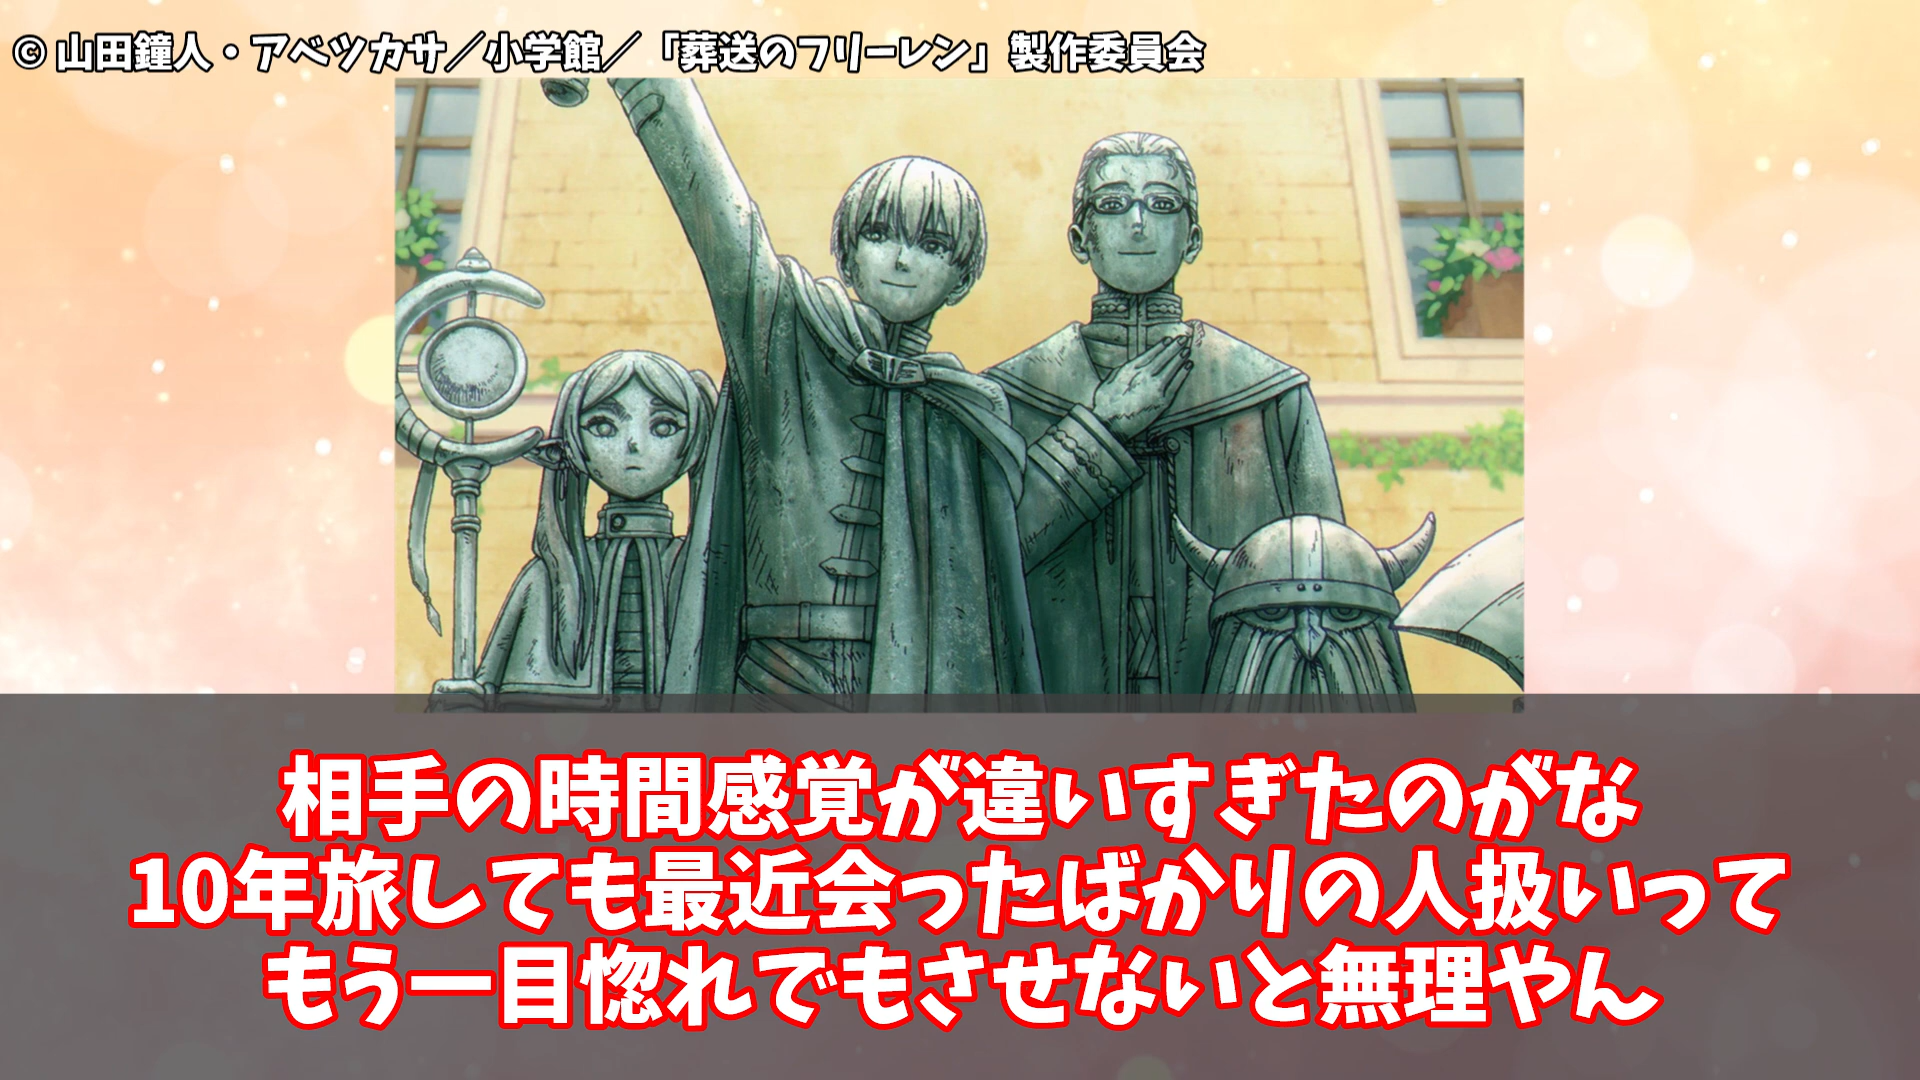 © 山田鐘人・アベツカサ／小学館／「葬送のフリーレン」製作委員会
相手の時間感覚が違いすぎたのがな
10年旅しても最近会ったばかりの人扱いって
もう一目惚れでもさせないと無理やん